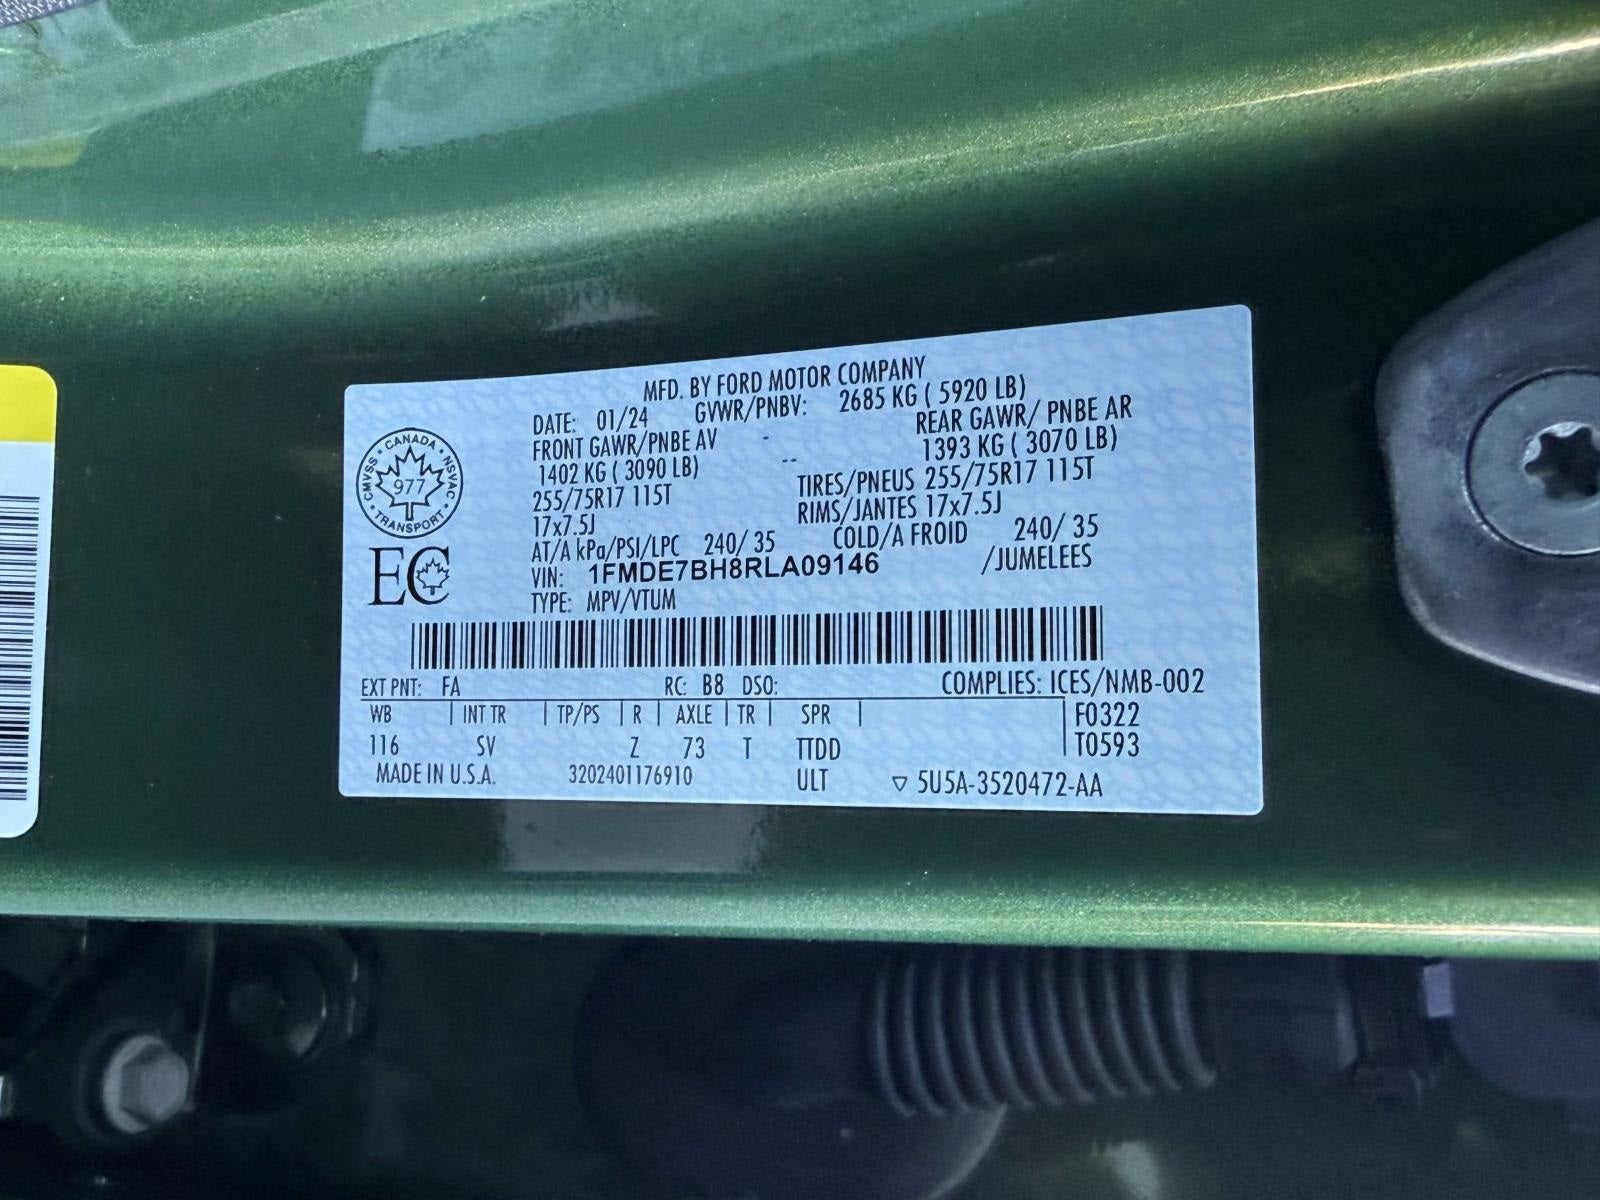 MFD. BY FORD MOTOR COMPANY
DATE: 01/24 GVWR/PNBV: 2685 KG ( 5920 LB)
FRONT GAWR/PNBE AV REAR GAWR/ PNBE AR
1402 KG ( 3090 LB) 1393 KG ( 3070 LB)
255/75R17 115T TIRES/PNEUS 255/75R17 115T
17x7.5J RIMS/JANTES 17x7.5J
AT/A kPa/PSI/LPC 240/ 35 COLD/A FROID 240/ 35
VIN: 1FMDE7BH8RLA09146 /JUMELEES
TYPE: MPV/VTUM
CANADA
CMVSS 977 NSVAC
TRANSPORT
EC
EXT PNT: FA RC: B8 DSO: COMPLIES: ICES/NMB-002
WB | INT TR | TP/PS | R | AXLE | TR | SPR | F0322
116 SV Z 73 T TTDD T0593
MADE IN U.S.A. 3202401176910 ULT ▽ 5U5A-3520472-AA